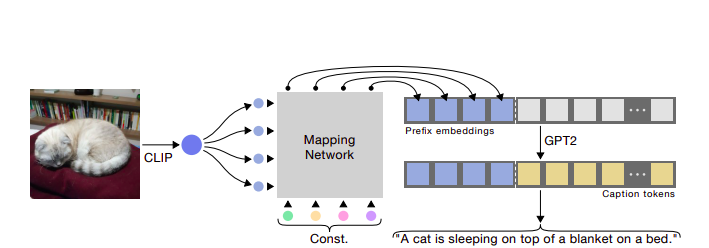 CLIP
Mapping
Network
Const.
Prefix embeddings
GPT2
Caption tokens
"A cat is sleeping on top of a blanket on a bed."